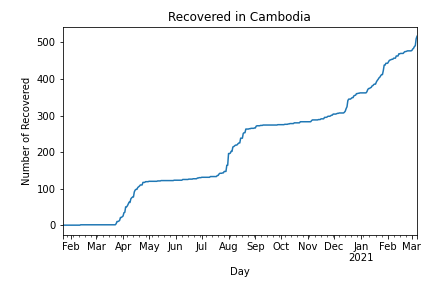 Recovered in Cambodia
Number of Recovered
500
400
300
200
100
0
Feb Mar Apr May Jun Jul Aug Sep Oct Nov Dec Jan Feb Mar
2021
Day